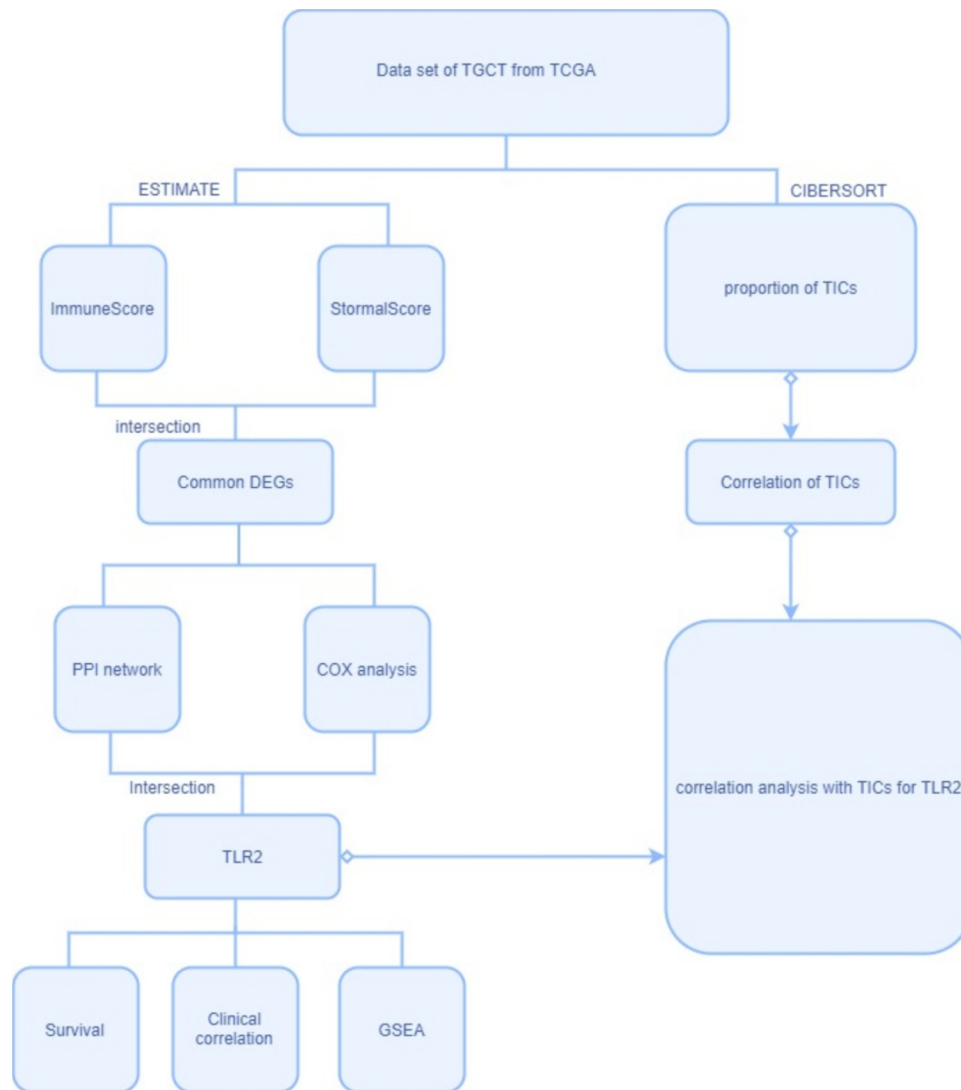 Data set of TGCT from TCGA
ESTIMATE
CIBERSORT
ImmuneScore
StormalScore
proportion of TICs
intersection
Common DEGs
Correlation of TICs
PPI network
COX analysis
Intersection
correlation analysis with TICs for TLR2
TLR2
Survival
Clinical
correlation
GSEA